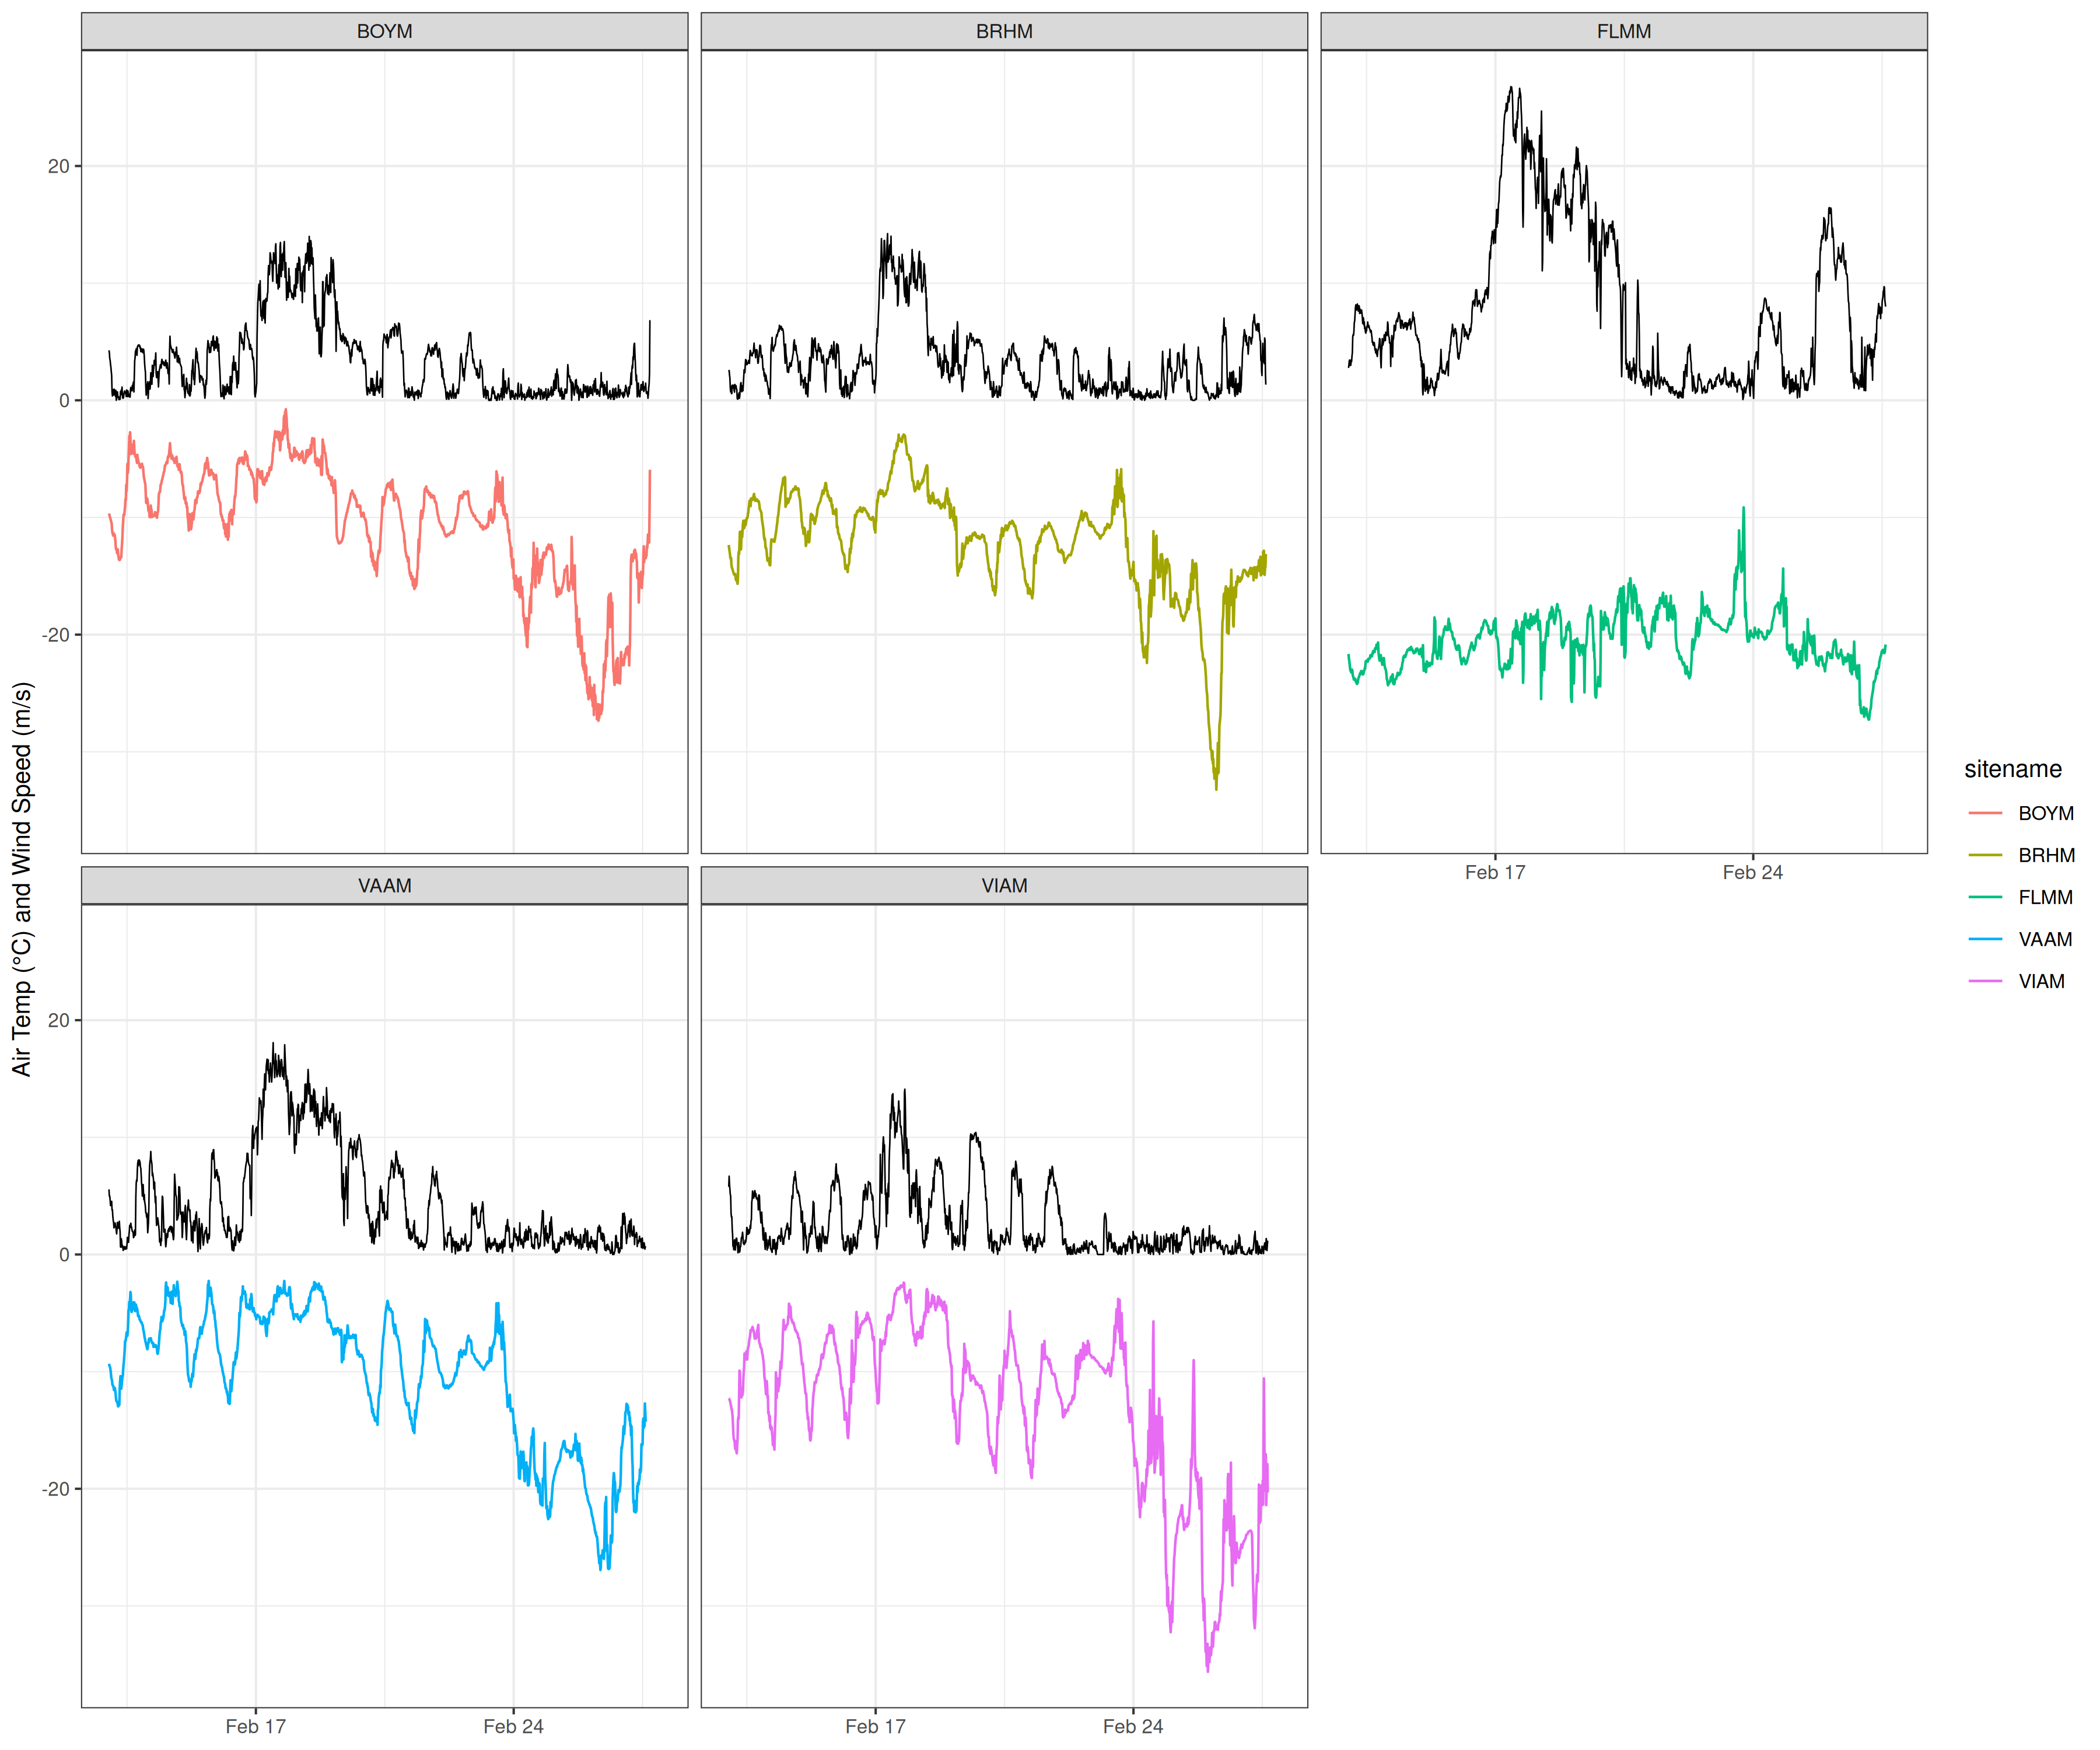 BOYM
BRHM
FLMM
20
0
-20
Feb 17
Feb 24
VAAM
VIAM
20
0
-20
Feb 17
Feb 24
Feb 17
Feb 24
Air Temp (°C) and Wind Speed (m/s)
sitename
BOYM
BRHM
FLMM
VAAM
VIAM